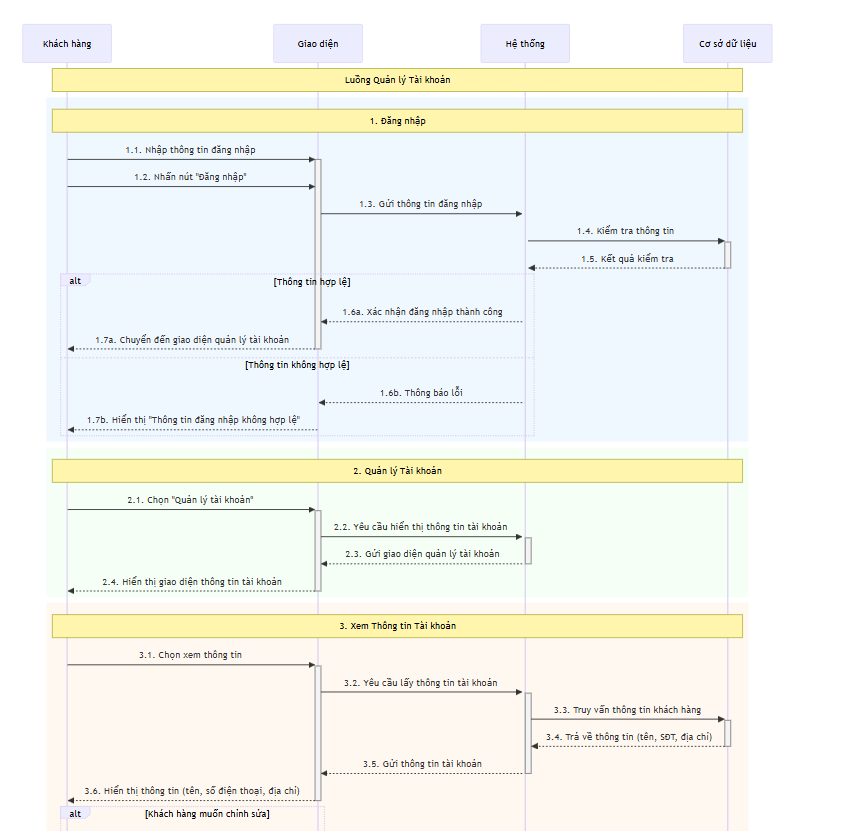 Khách hàng
Giao diện
Hệ thống
Cơ sở dữ liệu
Luồng Quản lý Tài khoản
1. Đăng nhập
1.1. Nhập thông tin đăng nhập
1.2. Nhấn nút "Đăng nhập"
1.3. Gửi thông tin đăng nhập
1.4. Kiểm tra thông tin
1.5. Kết quả kiểm tra
alt
[Thông tin hợp lệ]
1.6a. Xác nhận đăng nhập thành công
1.7a. Chuyển đến giao diện quản lý tài khoản
[Thông tin không hợp lệ]
1.6b. Thông báo lỗi
1.7b. Hiển thị "Thông tin đăng nhập không hợp lệ"
2. Quản lý Tài khoản
2.1. Chọn "Quản lý tài khoản"
2.2. Yêu cầu hiển thị thông tin tài khoản
2.3. Gửi giao diện quản lý tài khoản
2.4. Hiển thị giao diện thông tin tài khoản
3. Xem Thông tin Tài khoản
3.1. Chọn xem thông tin
3.2. Yêu cầu lấy thông tin tài khoản
3.3. Truy vấn thông tin khách hàng
3.4. Trả về thông tin (tên, SĐT, địa chỉ)
3.5. Gửi thông tin tài khoản
3.6. Hiển thị thông tin (tên, số điện thoại, địa chỉ)
alt
[Khách hàng muốn chỉnh sửa]